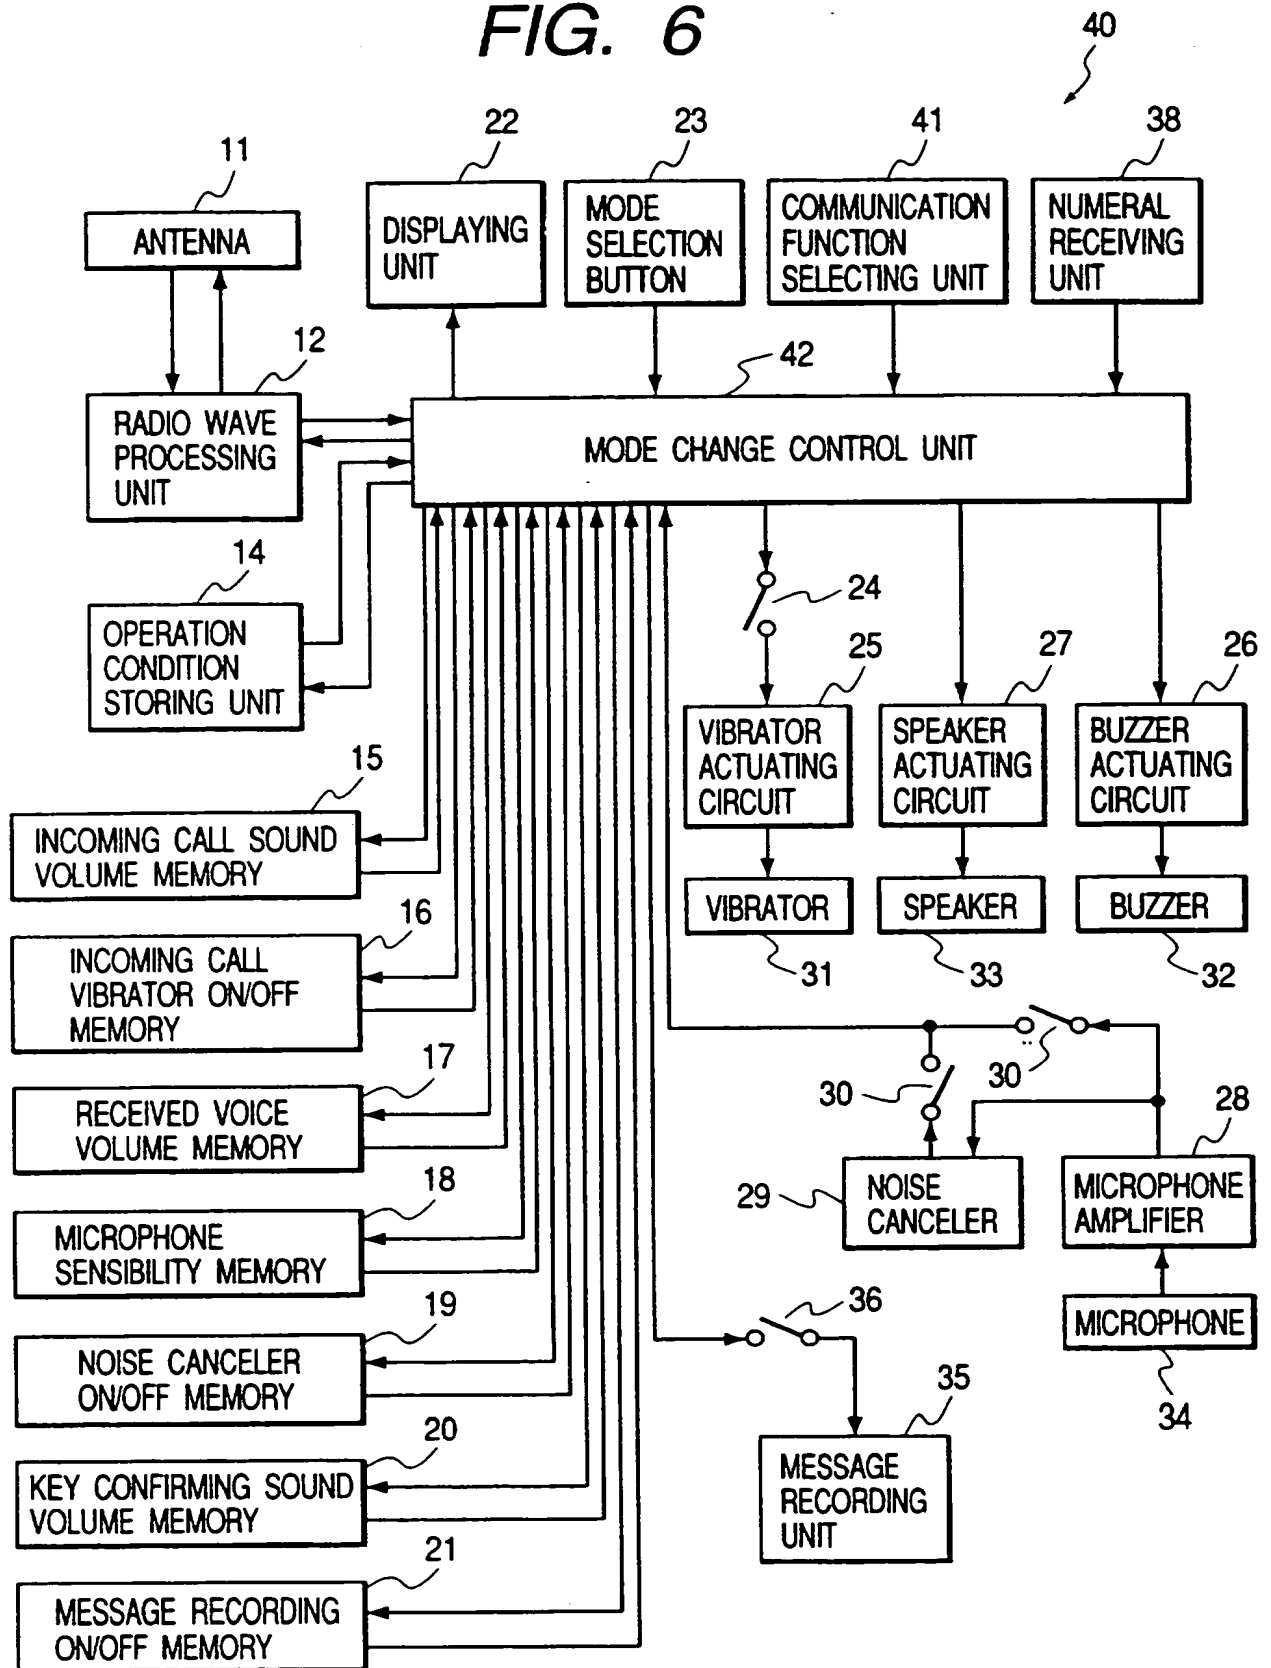 FIG. 6
40
22
23
41
38
11
DISPLAYING
UNIT
MODE
SELECTION
BUTTON
COMMUNICATION
FUNCTION
SELECTING UNIT
NUMERAL
RECEIVING
UNIT
ANTENNA
12
42
RADIO WAVE
PROCESSING
UNIT
MODE CHANGE CONTROL UNIT
14
24
OPERATION
CONDITION
STORING UNIT
25
27
26
VIBRATOR
ACTUATING
CIRCUIT
SPEAKER
ACTUATING
CIRCUIT
BUZZER
ACTUATING
CIRCUIT
15
INCOMING CALL SOUND
VOLUME MEMORY
VIBRATOR
SPEAKER
BUZZER
16
31
33
32
INCOMING CALL
VIBRATOR ON/OFF
MEMORY
17
30
30
28
RECEIVED VOICE
VOLUME MEMORY
18
29
NOISE
CANCELER
MICROPHONE
AMPLIFIER
MICROPHONE
SENSIBILITY MEMORY
19
36
MICROPHONE
34
NOISE CANCELER
ON/OFF MEMORY
20
35
KEY CONFIRMING SOUND
VOLUME MEMORY
MESSAGE
RECORDING
UNIT
21
MESSAGE RECORDING
ON/OFF MEMORY